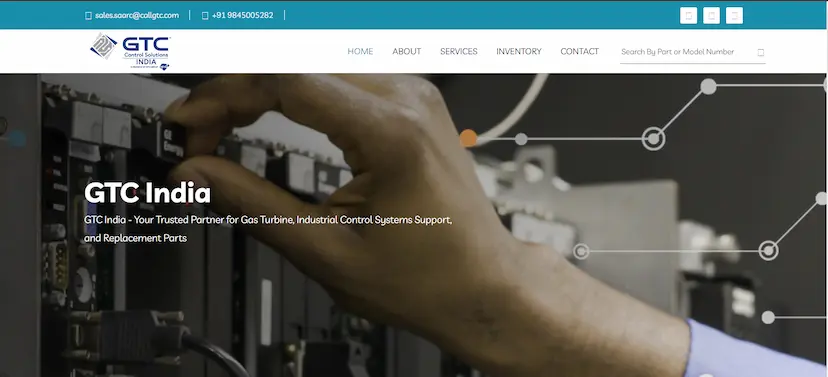 sales.saarc@callgtc.com
+91 9845005282
GTC
Control Solutions
INDIA
HOME
ABOUT
SERVICES
INVENTORY
CONTACT
Search By Part or Model Number
GE
Energy
GTC India
GTC India - Your Trusted Partner for Gas Turbine, Industrial Control Systems Support,
and Replacement Parts